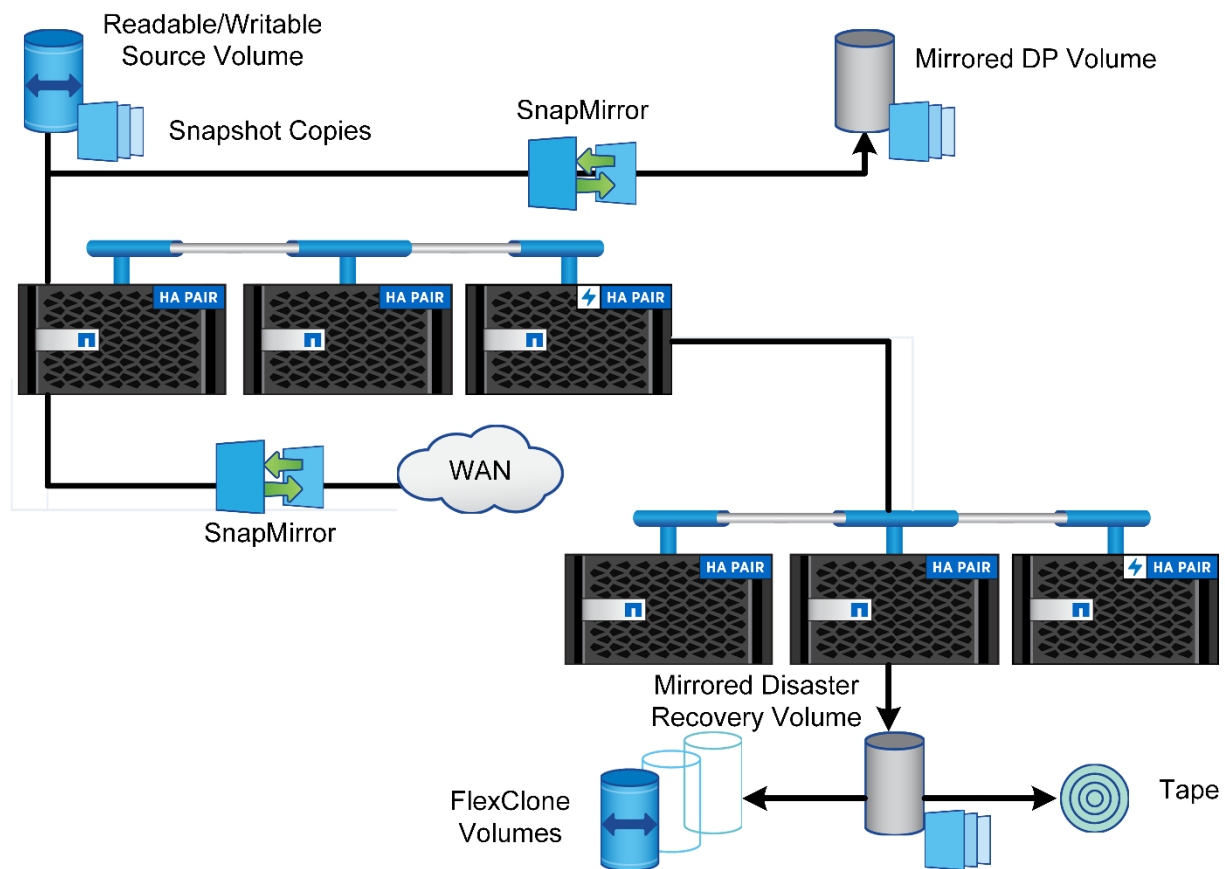 Readable/Writable
Source Volume
Mirrored DP Volume
SnapMirror
Snapshot Copies
HA PAIR
HA PAIR
HA PAIR
WAN
SnapMirror
HA PAIR
HA PAIR
HA PAIR
Mirrored Disaster
Recovery Volume
FlexClone
Volumes
Tape